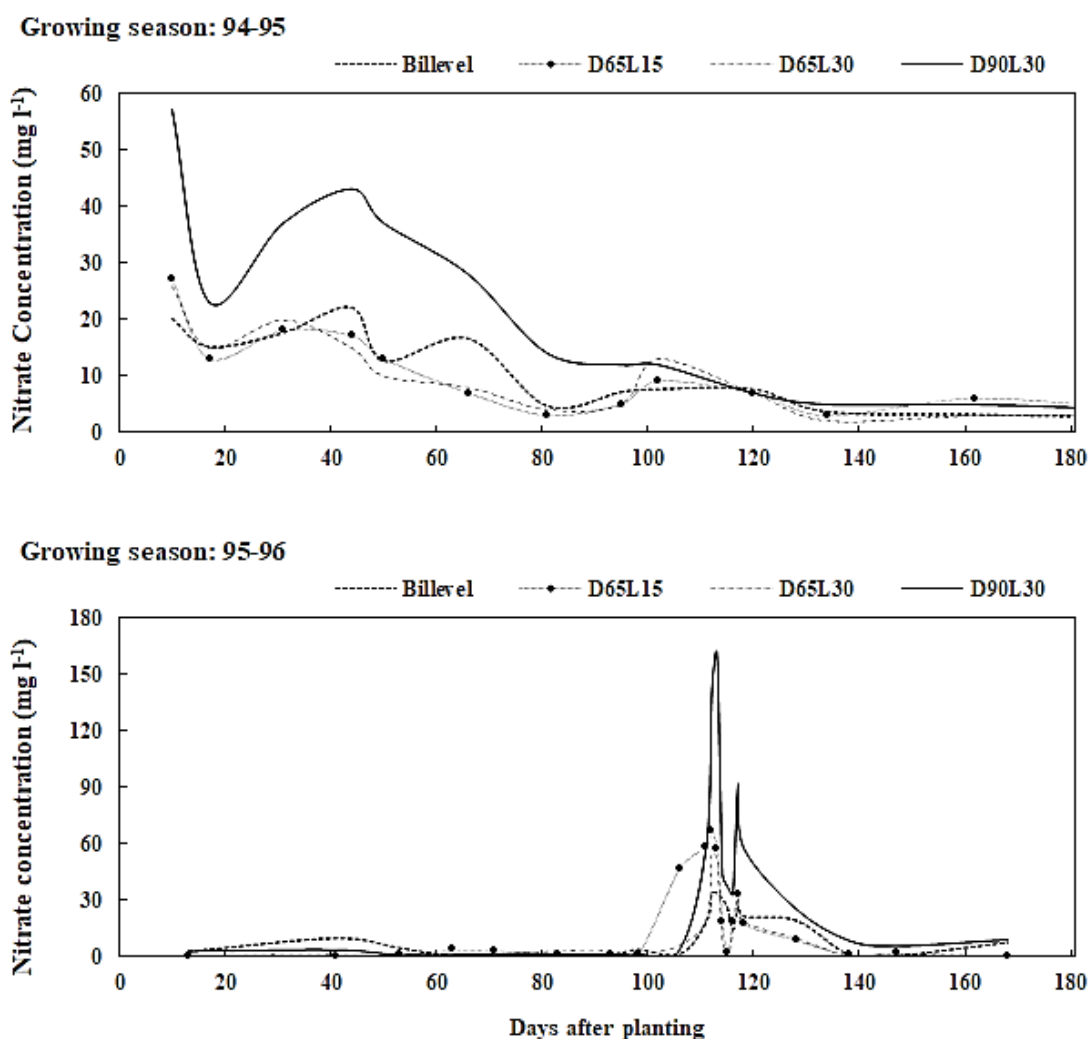 Growing season: 94-95
Billevel D65L15 D65L30 D90L30
Nitrate Concentration (mg l⁻¹)
60
50
40
30
20
10
0
0 20 40 60 80 100 120 140 160 180
Growing season: 95-96
Billevel D65L15 D65L30 D90L30
Nitrate concentration (mg l⁻¹)
180
150
120
90
60
30
0
0 20 40 60 80 100 120 140 160 180
Days after planting